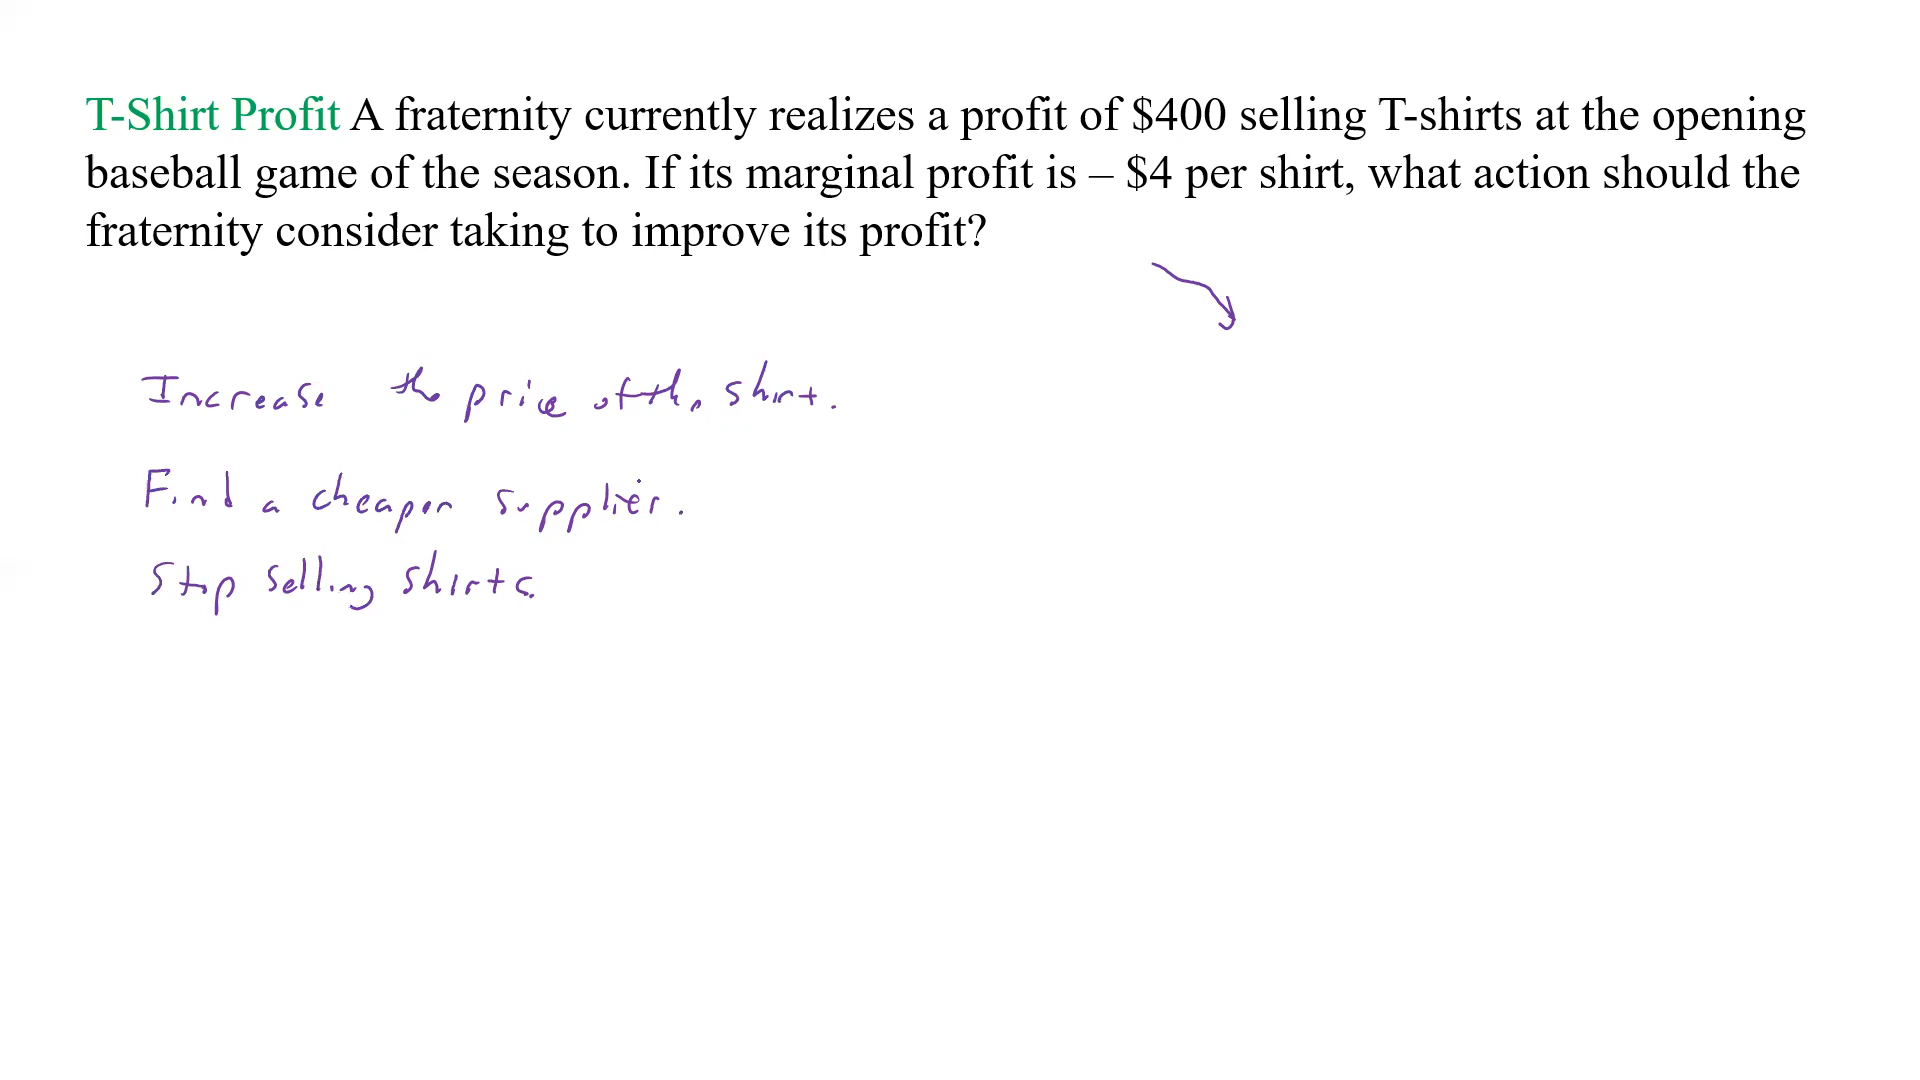 T-Shirt Profit A fraternity currently realizes a profit of $400 selling T-shirts at the opening
baseball game of the season. If its marginal profit is – $4 per shirt, what action should the
fraternity consider taking to improve its profit?
Increase the price of the shirt.
Find a cheaper supplier.
Stop selling shirts.